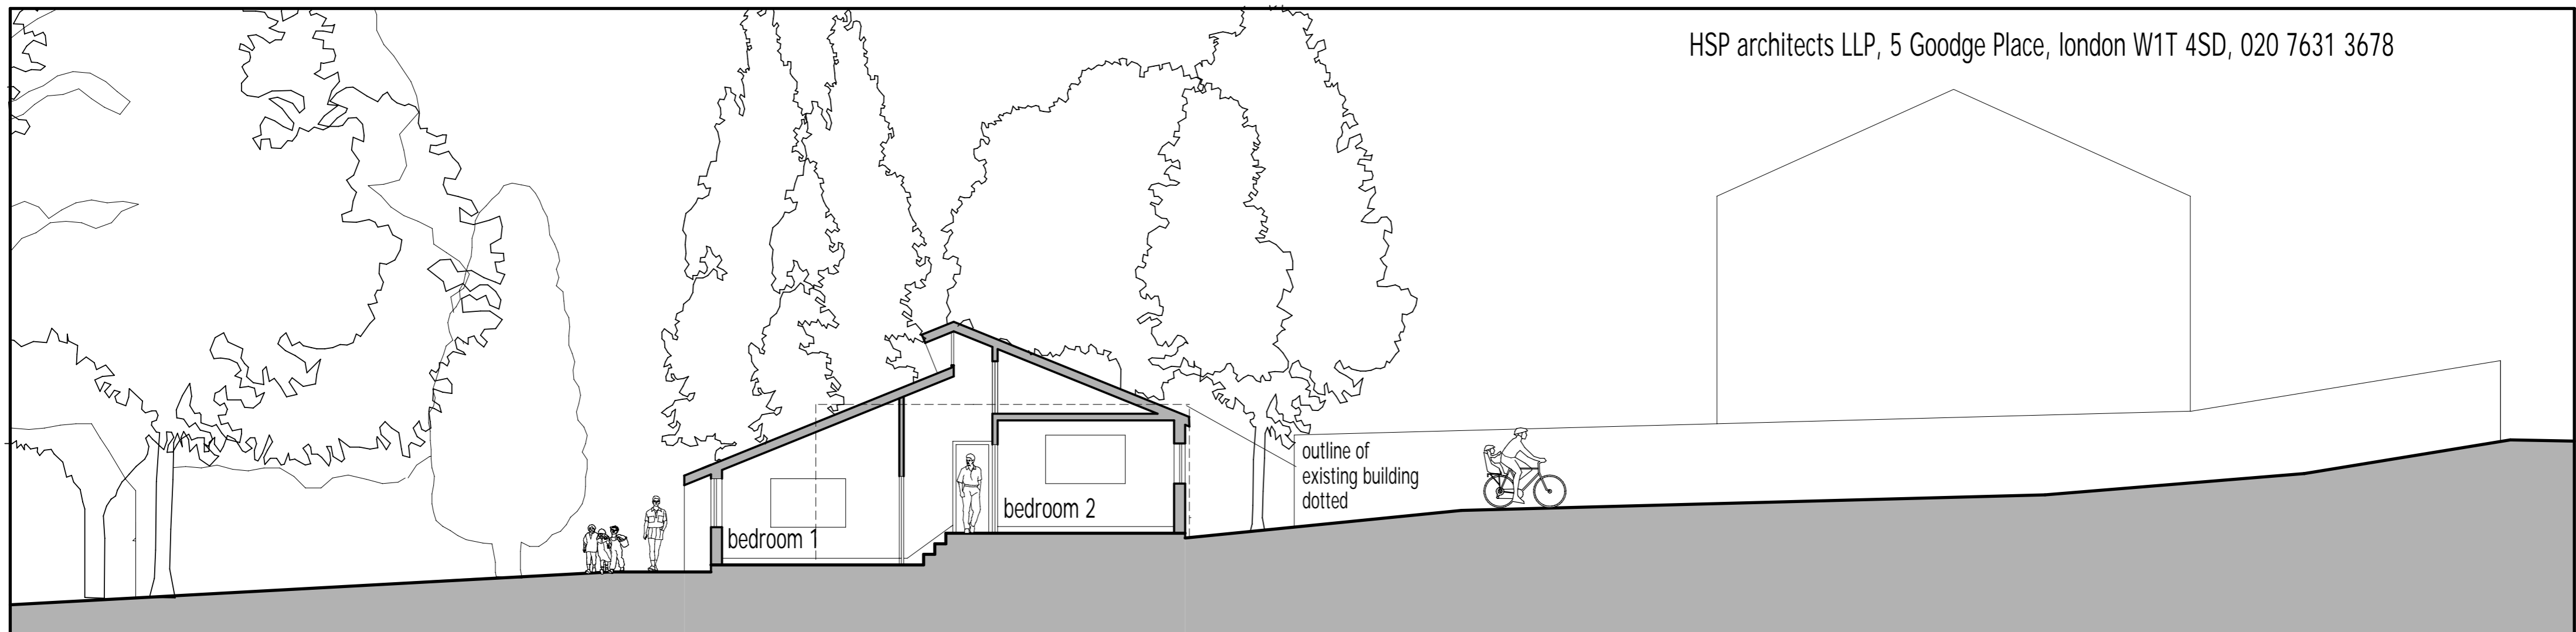 HSP architects LLP, 5 Goodge Place, london W1T 4SD, 020 7631 3678
outline of
existing building
dotted
bedroom 2
bedroom 1